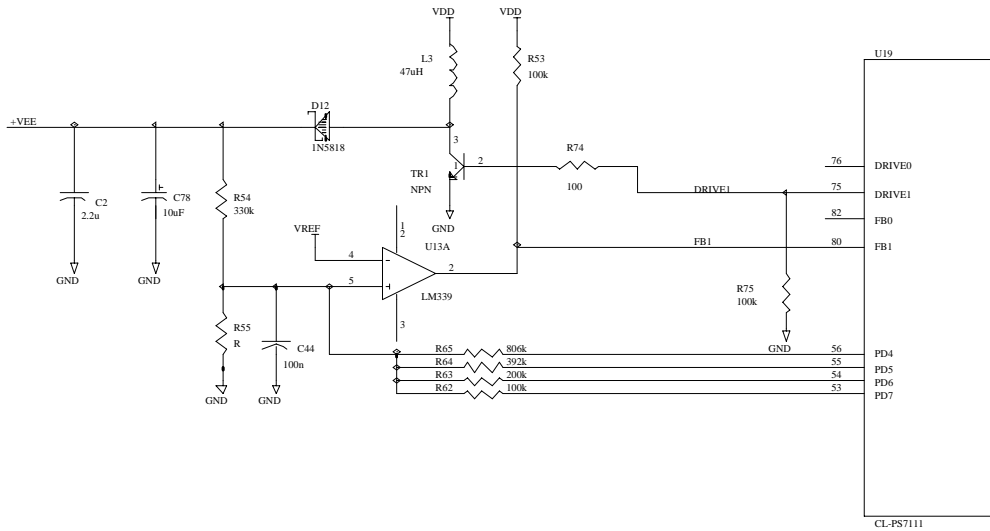 VDD
VDD
U19
L3
47uH
R53
100k
D12
+VEE
1N5818
3
R74
2
1
TR1
NPN
100
76
DRIVE0
DRIVE1
75
DRIVE1
C2
2.2u
C78
10uF
R54
330k
82
FB0
GND
1
2
VREF
U13A
FB1
80
FB1
4
2
GND
GND
5
LM339
R75
100k
R55
R
3
C44
100n
GND
R65
806k
56
PD4
R64
392k
55
PD5
R63
200k
54
PD6
R62
100k
53
PD7
GND
GND
CL-PS7111